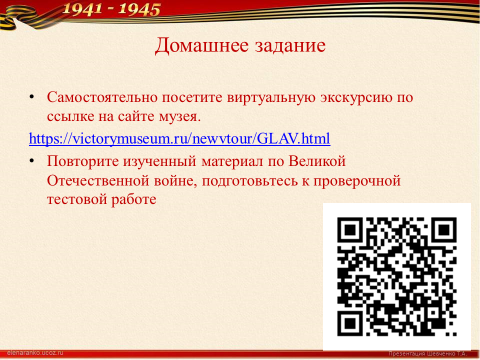 1941 - 1945
Домашнее задание
• Самостоятельно посетите виртуальную экскурсию по
ссылке на сайте музея.
https://victorymuseum.ru/newvtour/GLAV.html
• Повторите изученный материал по Великой
Отечественной войне, подготовьтесь к проверочной
тестовой работе
elenaranko.ucoz.ru
Презентация Шевченко Т.А.